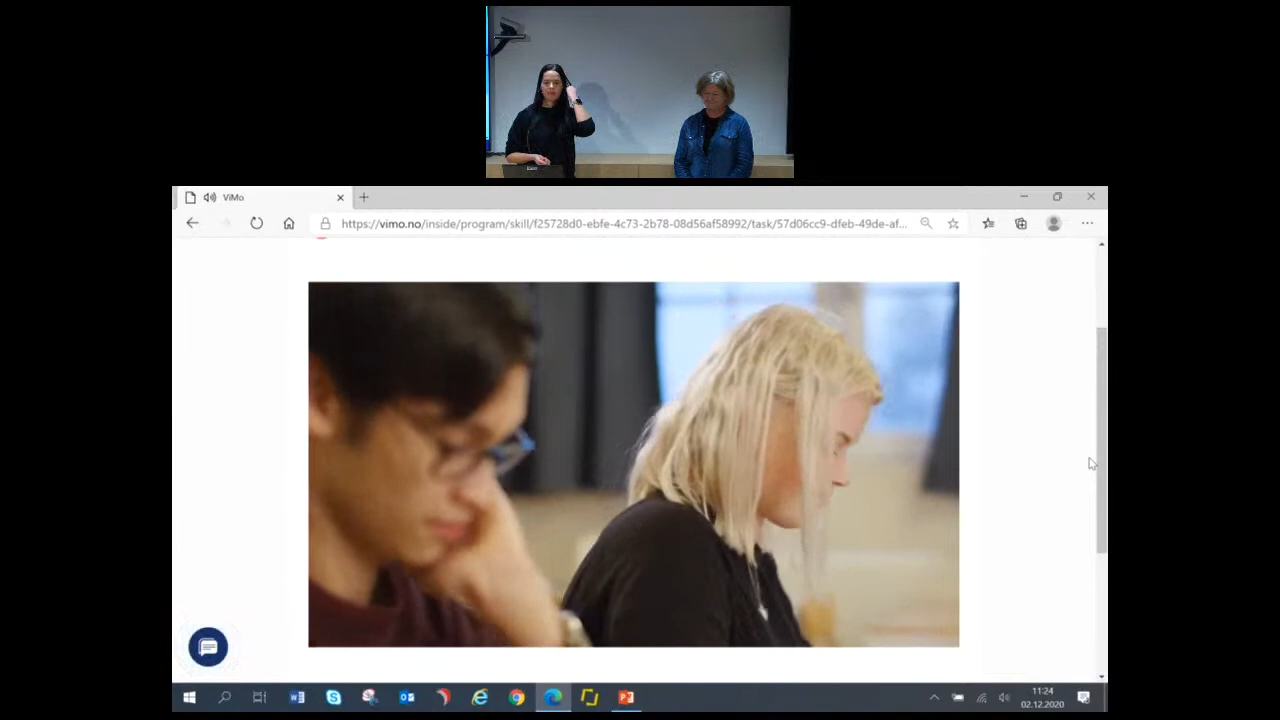 ViMo
https://vimo.no/inside/program/skill/f25728d0-ebfe-4c73-2b78-08d56af58992/task/57d06cc9-dfeb-49de-af...
11:24
02.12.2020